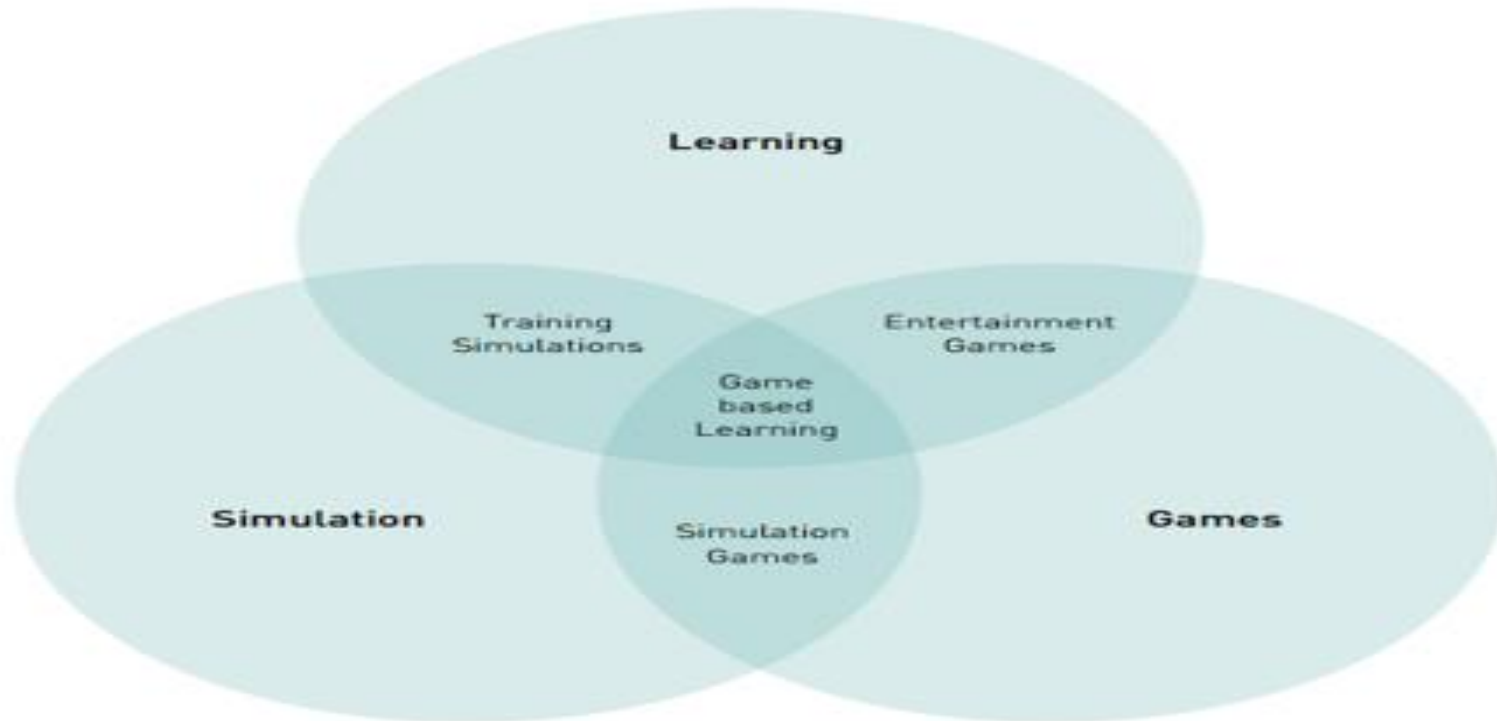 Learning
Training
Simulations
Entertainment
Games
Game
based
Learning
Simulation
Games
Simulation
Games